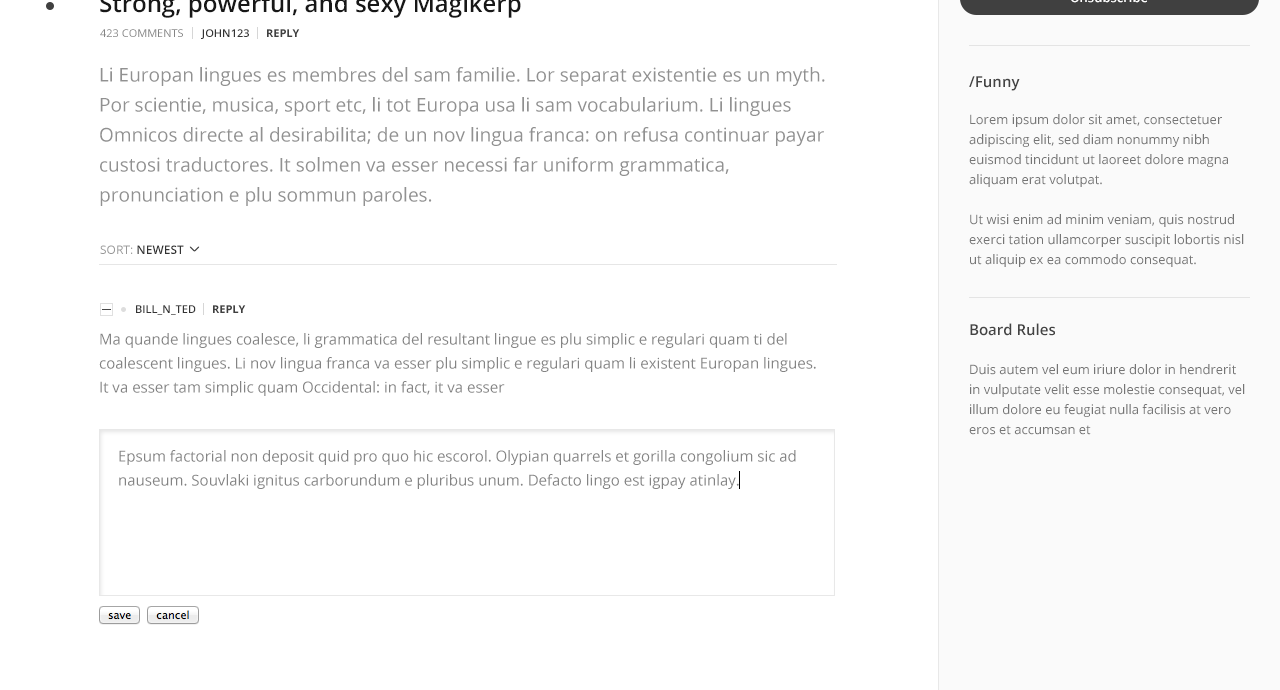 Strong, powerful, and sexy Magikerp
423 COMMENTS JOHN123 REPLY
Li Europan lingues es membres del sam familie. Lor separat existentie es un myth.
Por scientie, musica, sport etc, li tot Europa usa li sam vocabularium. Li lingues
Omnicos directe al desirabilita; de un nov lingua franca: on refusa continuar payar
custosi traductores. It solmen va esser necessi far uniform grammatica,
pronunciation e plu sommun paroles.
SORT: NEWEST
BILL_N_TED REPLY
Ma quande lingues coalesce, li grammatica del resultant lingue es plu simplic e regulari quam ti del
coalescent lingues. Li nov lingua franca va esser plu simplic e regulari quam li existent Europan lingues.
It va esser tam simplic quam Occidental: in fact, it va esser
Epsum factorial non deposit quid pro quo hic escorol. Olypian quarrels et gorilla congolium sic ad
nauseum. Souvlaki ignitus carborundum e pluribus unum. Defacto lingo est igpay atinlay.
save cancel
Unsubscribe
/Funny
Lorem ipsum dolor sit amet, consectetuer
adipiscing elit, sed diam nonummy nibh
euismod tincidunt ut laoreet dolore magna
aliquam erat volutpat.
Ut wisi enim ad minim veniam, quis nostrud
exerci tation ullamcorper suscipit lobortis nisl
ut aliquip ex ea commodo consequat.
Board Rules
Duis autem vel eum iriure dolor in hendrerit
in vulputate velit esse molestie consequat, vel
illum dolore eu feugiat nulla facilisis at vero
eros et accumsan et